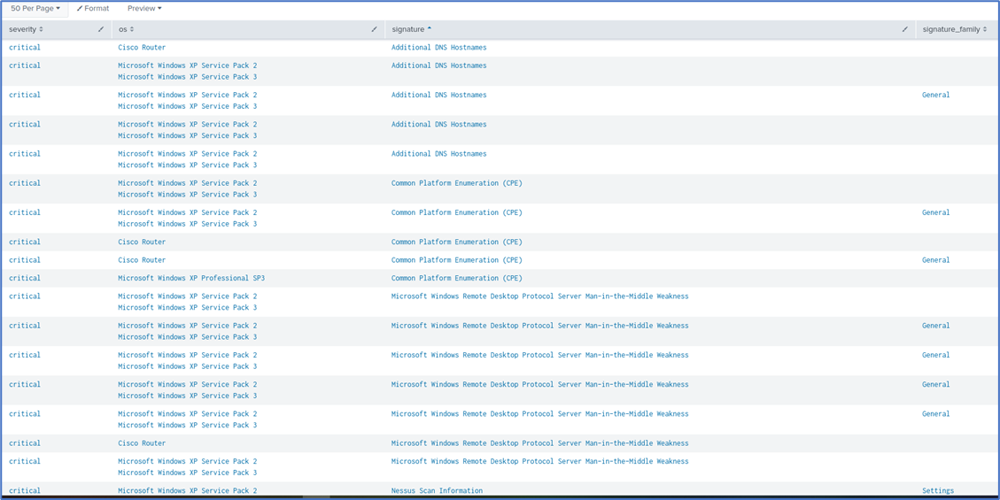 50 Per Page Format Preview
severity os signature signature_family
critical Cisco Router Additional DNS Hostnames
critical Microsoft Windows XP Service Pack 2 Additional DNS Hostnames
Microsoft Windows XP Service Pack 3
critical Microsoft Windows XP Service Pack 2 Additional DNS Hostnames General
Microsoft Windows XP Service Pack 3
critical Microsoft Windows XP Service Pack 2 Additional DNS Hostnames
Microsoft Windows XP Service Pack 3
critical Microsoft Windows XP Service Pack 2 Additional DNS Hostnames
Microsoft Windows XP Service Pack 3
critical Microsoft Windows XP Service Pack 2 Common Platform Enumeration (CPE)
Microsoft Windows XP Service Pack 3
critical Microsoft Windows XP Service Pack 2 Common Platform Enumeration (CPE) General
Microsoft Windows XP Service Pack 3
critical Cisco Router Common Platform Enumeration (CPE)
critical Cisco Router Common Platform Enumeration (CPE) General
critical Microsoft Windows XP Professional SP3 Common Platform Enumeration (CPE)
critical Microsoft Windows XP Service Pack 2 Microsoft Windows Remote Desktop Protocol Server Man-in-the-Middle Weakness
Microsoft Windows XP Service Pack 3
critical Microsoft Windows XP Service Pack 2 Microsoft Windows Remote Desktop Protocol Server Man-in-the-Middle Weakness General
Microsoft Windows XP Service Pack 3
critical Microsoft Windows XP Service Pack 2 Microsoft Windows Remote Desktop Protocol Server Man-in-the-Middle Weakness General
Microsoft Windows XP Service Pack 3
critical Microsoft Windows XP Service Pack 2 Microsoft Windows Remote Desktop Protocol Server Man-in-the-Middle Weakness General
Microsoft Windows XP Service Pack 3
critical Microsoft Windows XP Service Pack 2 Microsoft Windows Remote Desktop Protocol Server Man-in-the-Middle Weakness General
Microsoft Windows XP Service Pack 3
critical Cisco Router Microsoft Windows Remote Desktop Protocol Server Man-in-the-Middle Weakness
critical Microsoft Windows XP Service Pack 2 Microsoft Windows Remote Desktop Protocol Server Man-in-the-Middle Weakness
Microsoft Windows XP Service Pack 3
critical Microsoft Windows XP Service Pack 2 Nessus Scan Information Settings